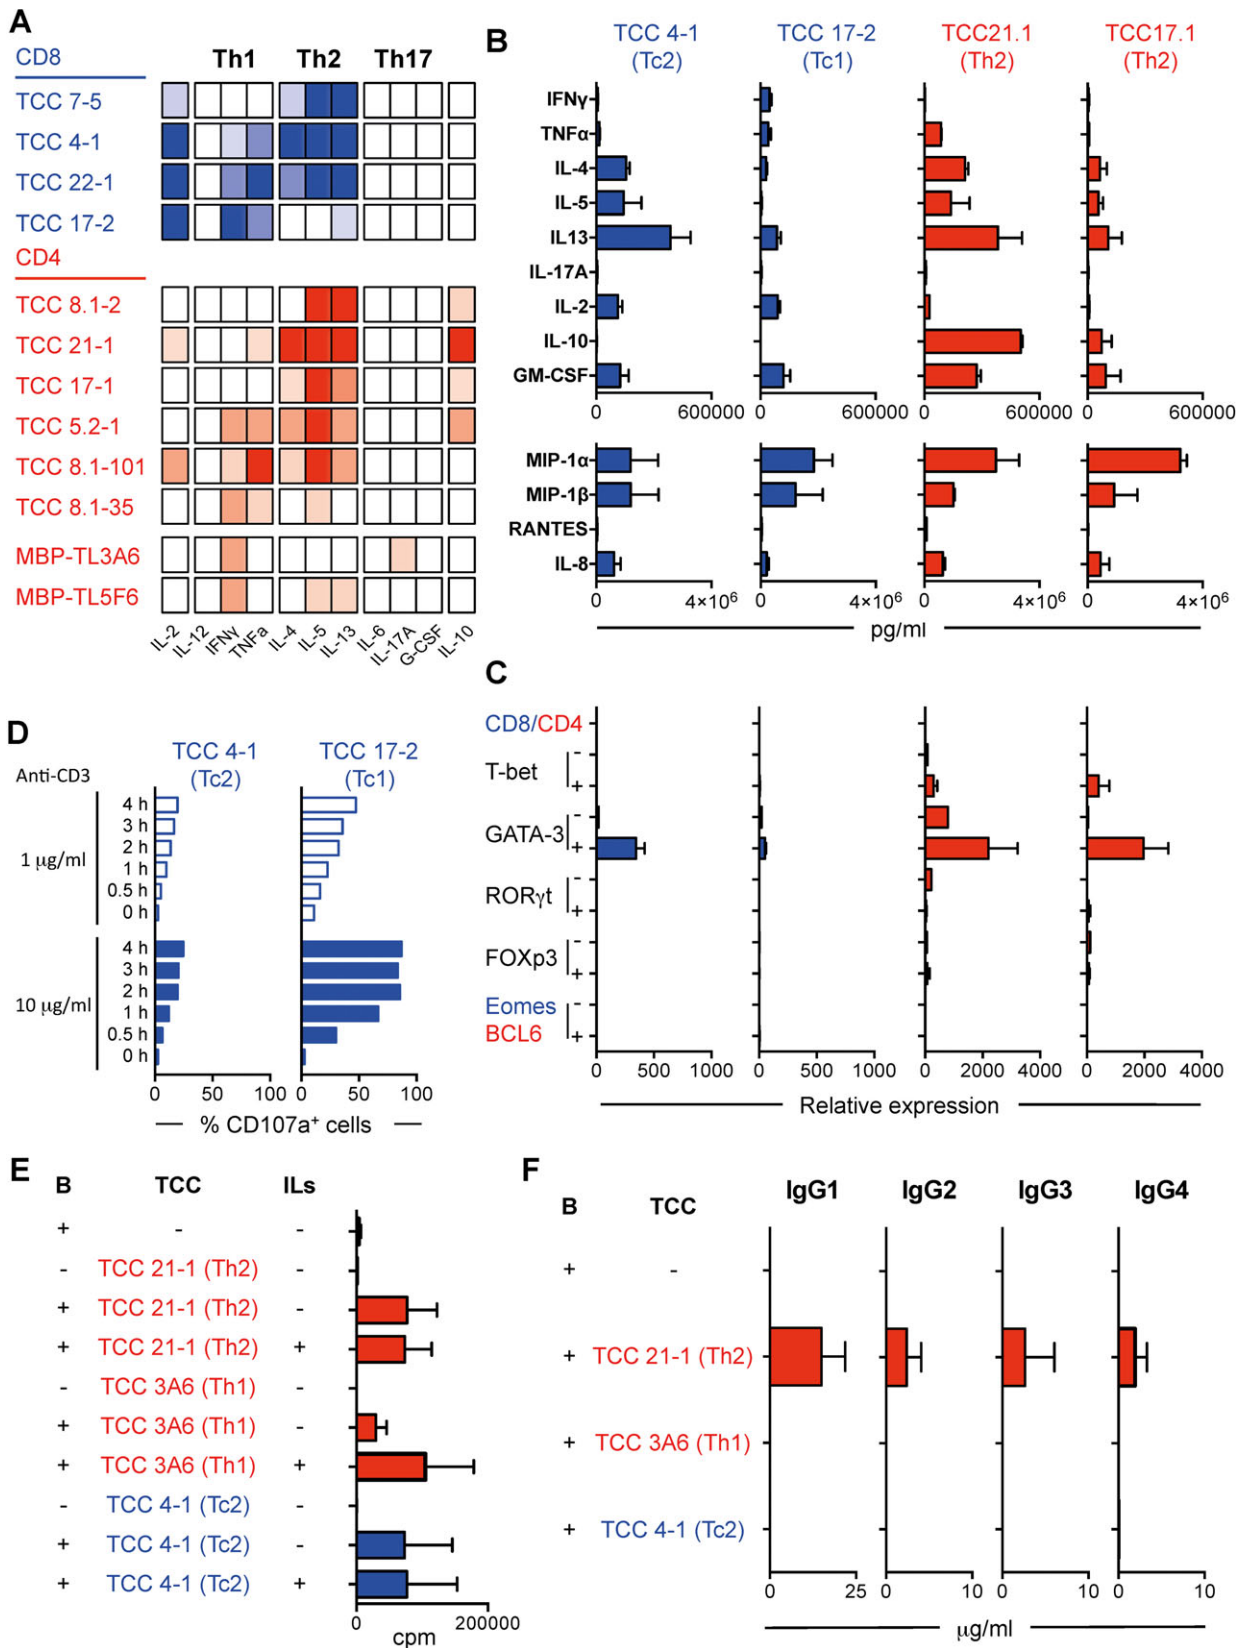 A
CD8
Th1 Th2 Th17
TCC 7-5
TCC 4-1
TCC 22-1
TCC 17-2
CD4
TCC 8.1-2
TCC 21-1
TCC 17-1
TCC 5.2-1
TCC 8.1-101
TCC 8.1-35
MBP-TL3A6
MBP-TL5F6
IL-2 IL-12 IFNγ TNFa IL-4 IL-5 IL-13 IL-6 IL-17A G-CSF IL-10
B
TCC 4-1 TCC 17-2 TCC21.1 TCC17.1
(Tc2) (Tc1) (Th2) (Th2)
IFNγ
TNFα
IL-4
IL-5
IL13
IL-17A
IL-2
IL-10
GM-CSF
0 600000 0 600000 0 600000 0 600000
MIP-1α
MIP-1β
RANTES
IL-8
0 4×10⁶ 0 4×10⁶ 0 4×10⁶ 0 4×10⁶
pg/ml
C
CD8/CD4
T-bet - +
GATA-3 - +
RORγt - +
FOXp3 - +
Eomes -
BCL6 +
0 500 1000 0 500 1000 0 2000 4000 0 2000 4000
Relative expression
D
TCC 4-1 TCC 17-2
Anti-CD3 (Tc2) (Tc1)
4 h
3 h
2 h
1 μg/ml
1 h
0.5 h
0 h
4 h
3 h
2 h
10 μg/ml
1 h
0.5 h
0 h
0 50 100 0 50 100
% CD107a⁺ cells
E
B TCC ILs
+ - -
- TCC 21-1 (Th2) -
+ TCC 21-1 (Th2) -
+ TCC 21-1 (Th2) +
- TCC 3A6 (Th1) -
+ TCC 3A6 (Th1) -
+ TCC 3A6 (Th1) +
- TCC 4-1 (Tc2) -
+ TCC 4-1 (Tc2) -
+ TCC 4-1 (Tc2) +
0 200000
cpm
F
B TCC IgG1 IgG2 IgG3 IgG4
+ -
+ TCC 21-1 (Th2)
+ TCC 3A6 (Th1)
+ TCC 4-1 (Tc2)
0 25 0 10 0 10 0 10
μg/ml